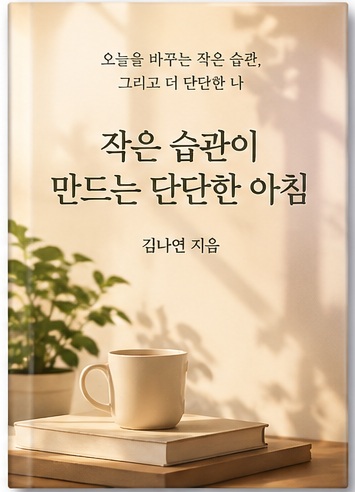 오늘을 바꾸는 작은 습관,
그리고 더 단단한 나
작은 습관이
만드는 단단한 아침
김나연 지음